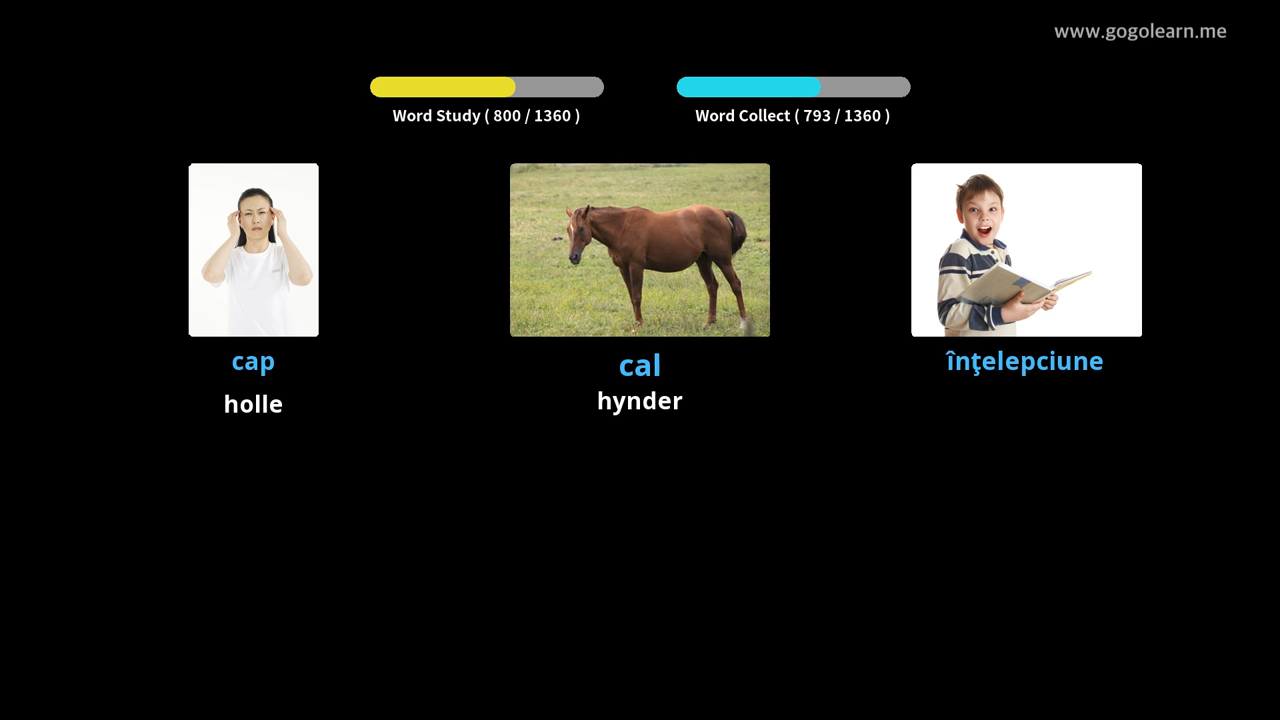 www.gogolearn.me
Word Study ( 800 / 1360 )
Word Collect ( 793 / 1360 )
cap
holle
cal
hynder
înţelepciune